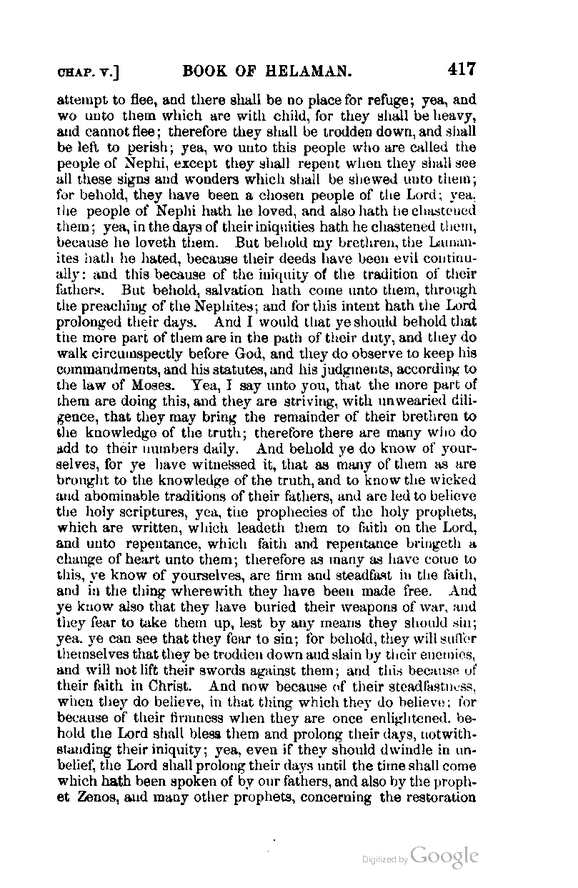 CHAP. V.] BOOK OF HELAMAN. 417
attempt to flee, and there shall be no place for refuge; yea, and
wo unto them which are with child, for they shall be heavy,
and cannot flee; therefore they shall be trodden down, and shall
be left to perish; yea, wo unto this people who are called the
people of Nephi, except they shall repent when they shall see
all these signs and wonders which shall be shewed unto them;
for behold, they have been a chosen people of the Lord; yea,
the people of Nephi hath he loved, and also hath he chastened
them; yea, in the days of their iniquities hath he chastened them,
because he loveth them. But behold my brethren, the Laman-
ites hath he hated, because their deeds have been evil continu-
ally: and this because of the iniquity of the tradition of their
fathers. But behold, salvation hath come unto them, through
the preaching of the Nephites; and for this intent hath the Lord
prolonged their days. And I would that ye should behold that
the more part of them are in the path of their duty, and they do
walk circumspectly before God, and they do observe to keep his
commandments, and his statutes, and his judgments, according to
the law of Moses. Yea, I say unto you, that the more part of
them are doing this, and they are striving, with unwearied dili-
gence, that they may bring the remainder of their brethren to
the knowledge of the truth; therefore there are many who do
add to their numbers daily. And behold ye do know of your-
selves, for ye have witnessed it, that as many of them as are
brought to the knowledge of the truth, and to know the wicked
and abominable traditions of their fathers, and are led to believe
the holy scriptures, yea, the prophecies of the holy prophets,
which are written, which leadeth them to faith on the Lord,
and unto repentance, which faith and repentance bringeth a
change of heart unto them; therefore as many as have come to
this, ye know of yourselves, are firm and steadfast in the faith,
and in the thing wherewith they have been made free. And
ye know also that they have buried their weapons of war, and
they fear to take them up, lest by any means they should sin;
yea. ye can see that they fear to sin; for behold, they will suffer
themselves that they be trodden down and slain by their enemies,
and will not lift their swords against them; and this because of
their faith in Christ. And now because of their steadfastness,
when they do believe, in that thing which they do believe; for
because of their firmness when they are once enlightened. be-
hold the Lord shall bless them and prolong their days, notwith-
standing their iniquity; yea, even if they should dwindle in un-
belief, the Lord shall prolong their days until the time shall come
which hath been spoken of by our fathers, and also by the proph-
et Zenos, and many other prophets, concerning the restoration
Digitized by Google